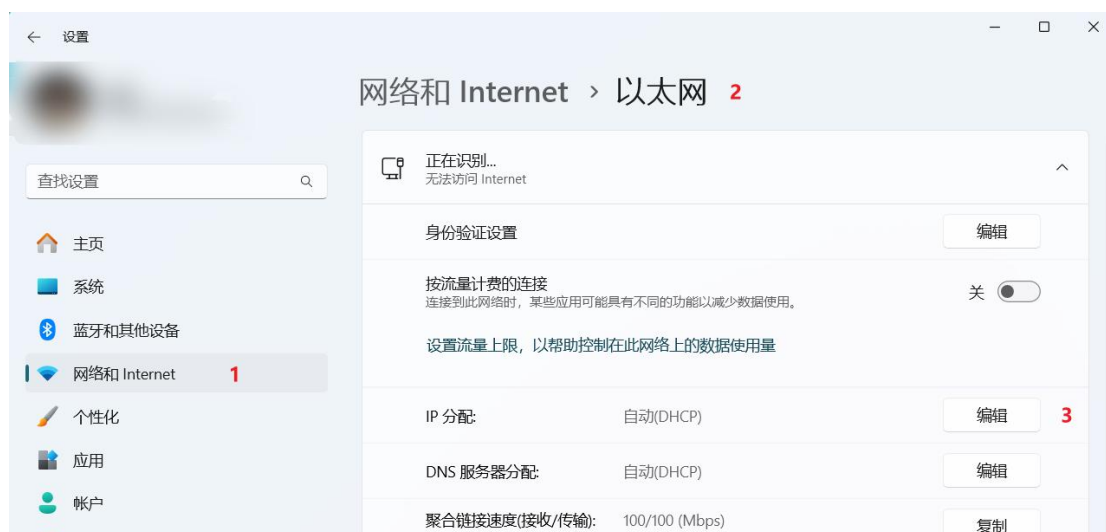 ← 设置
网络和 Internet › 以太网 2
查找设置
主页
系统
蓝牙和其他设备
网络和 Internet 1
个性化
应用
帐户
正在识别...
无法访问 Internet
身份验证设置 编辑
按流量计费的连接
连接到此网络时，某些应用可能具有不同的功能以减少数据使用。
关
设置流量上限，以帮助控制在此网络上的数据使用量
IP 分配: 自动(DHCP) 编辑 3
DNS 服务器分配: 自动(DHCP) 编辑
聚合链接速度(接收/传输): 100/100 (Mbps) 复制